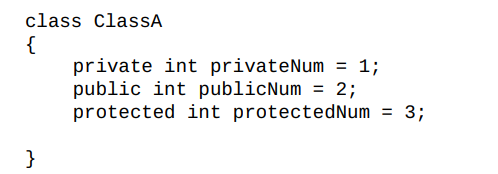 class ClassA
{
    private int privateNum = 1;
    public int publicNum = 2;
    protected int protectedNum = 3;
}